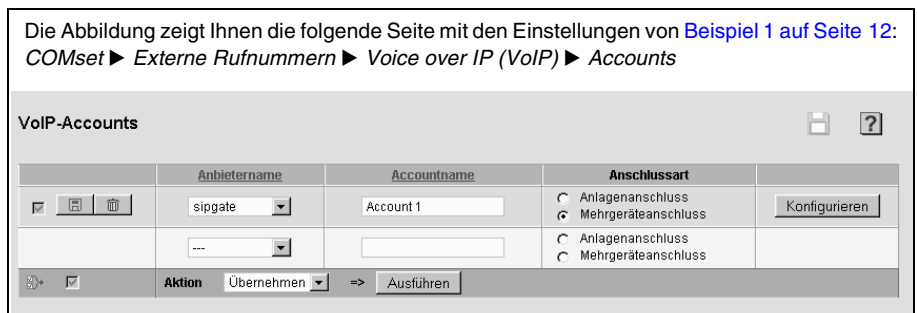 Die Abbildung zeigt Ihnen die folgende Seite mit den Einstellungen von Beispiel 1 auf Seite 12:
COMset ► Externe Rufnummern ► Voice over IP (VoIP) ► Accounts
VoIP-Accounts
?
Anbietername Accountname Anschlussart
sipgate Account 1 Anlagenanschluss
Mehrgeräteanschluss Konfigurieren
--- Anlagenanschluss
Mehrgeräteanschluss
Aktion Übernehmen => Ausführen